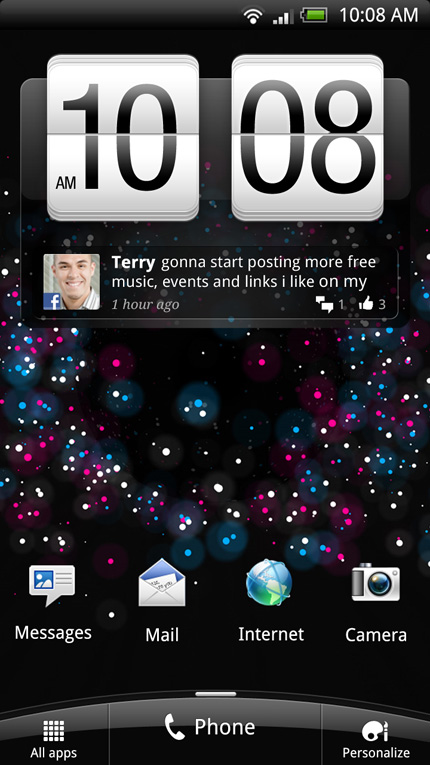 10:08 AM
AM 10 08
Terry gonna start posting more free
music, events and links i like on my
1 hour ago 1 3
Messages Mail Internet Camera
Phone
All apps Personalize